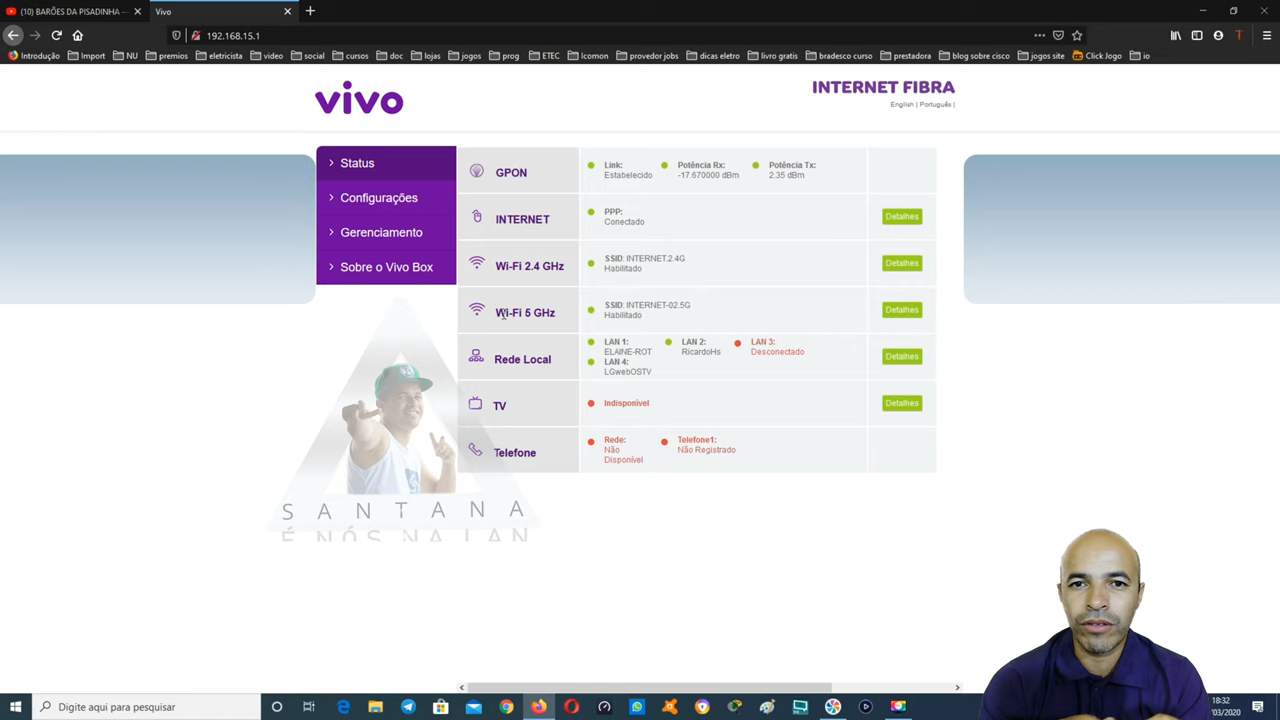 (10) BARÕES DA PISADINHA —
Vivo
192.168.15.1
Introdução Import NU premios eletricista video social cursos doc lojas jogos prog ETEC Icomon provedor jobs dicas eletro livro gratis bradesco curso prestadora blog sobre cisco jogos site Click Jogo io
vivo
INTERNET FIBRA
English | Português |
Status
Configurações
Gerenciamento
Sobre o Vivo Box
GPON
Link: Potência Rx: Potência Tx:
Estabelecido -17.670000 dBm 2.35 dBm
INTERNET
PPP:
Conectado
Detalhes
Wi-Fi 2.4 GHz
SSID: INTERNET.2.4G
Habilitado
Detalhes
Wi-Fi 5 GHz
SSID: INTERNET-02.5G
Habilitado
Detalhes
Rede Local
LAN 1: LAN 2: LAN 3:
ELAINE-ROT RicardoHs Desconectado
LAN 4:
LGwebOSTV
Detalhes
TV
Indisponível
Detalhes
Telefone
Rede: Telefone1:
Não Não Registrado
Disponível
SANTANA
É NÓS NA LAN
Digite aqui para pesquisar
18:32
/03/2020